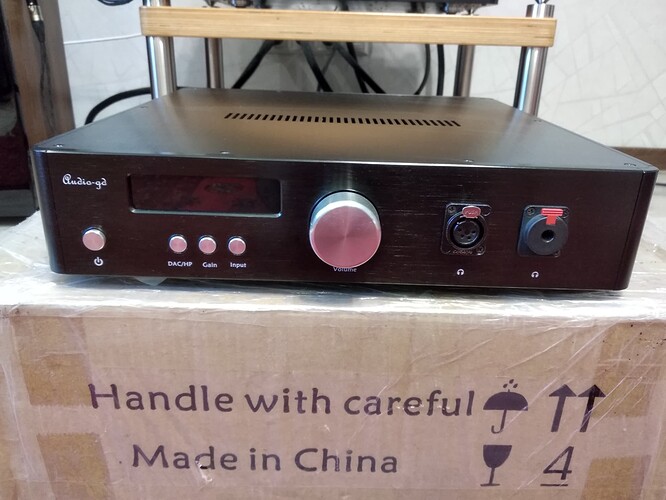 Audio-gd
DAC/HP Gain Input
Volume
Handle with careful
Made in China 4